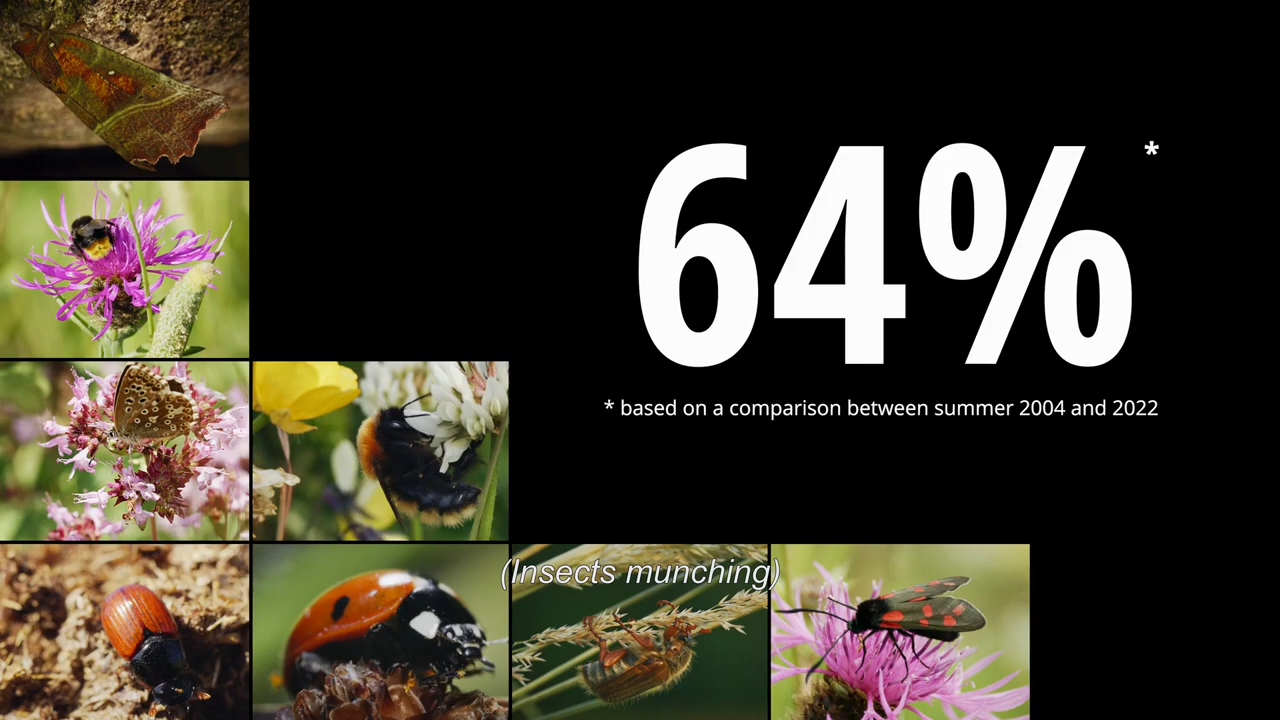 64%*
* based on a comparison between summer 2004 and 2022
(Insects munching)